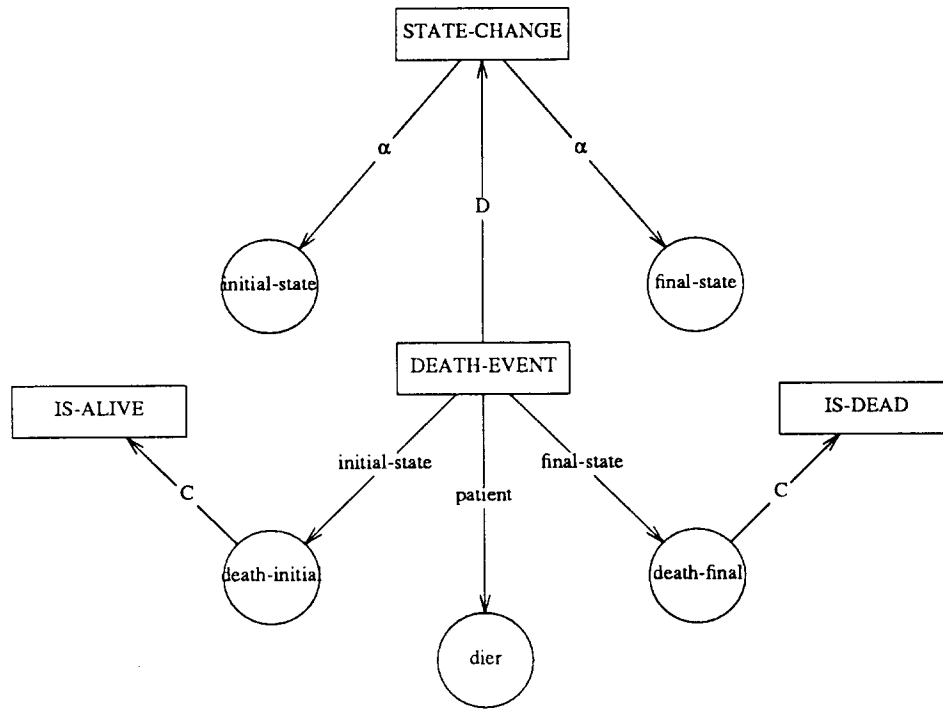 STATE-CHANGE
α
α
D
initial-state
final-state
DEATH-EVENT
IS-ALIVE
IS-DEAD
initial-state
final-state
C
patient
C
death-initial
death-final
dier